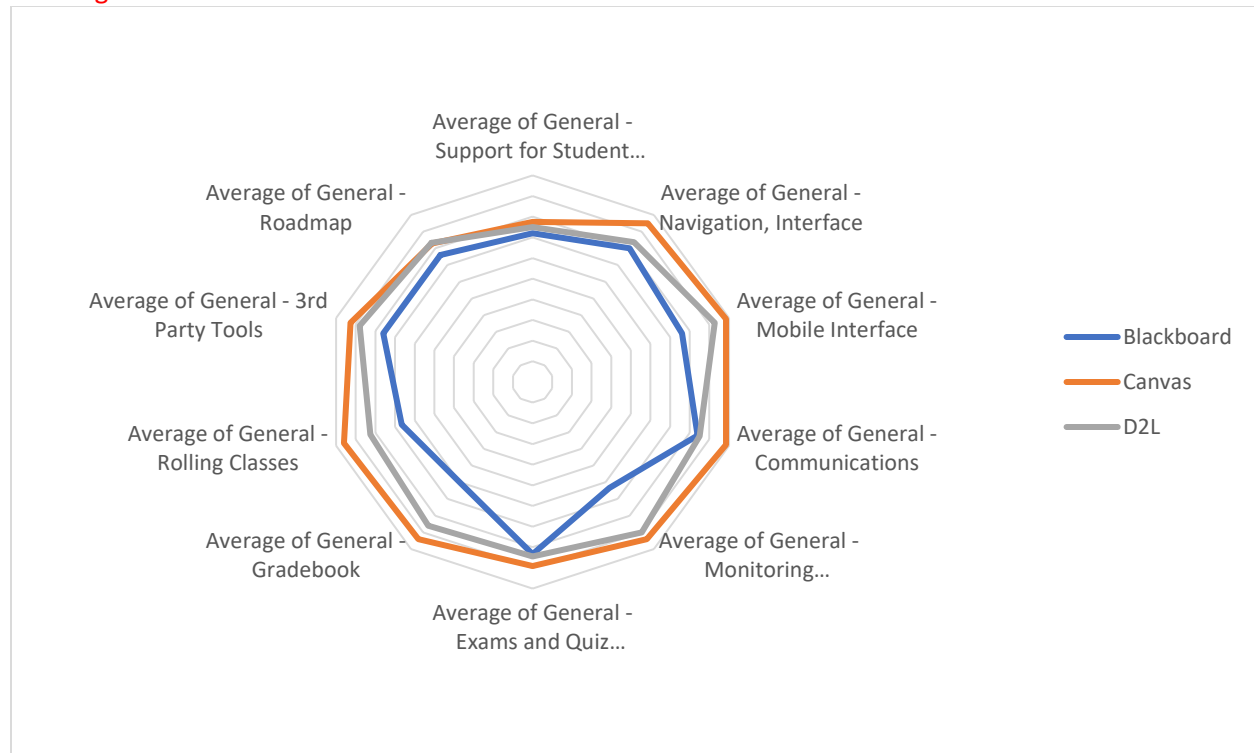 Average of General -
Support for Student...
Average of General -
Navigation, Interface
Average of General -
Mobile Interface
Average of General -
Communications
Average of General -
Monitoring...
Average of General -
Exams and Quiz...
Average of General -
Gradebook
Average of General -
Rolling Classes
Average of General - 3rd
Party Tools
Average of General -
Roadmap
Blackboard
Canvas
D2L